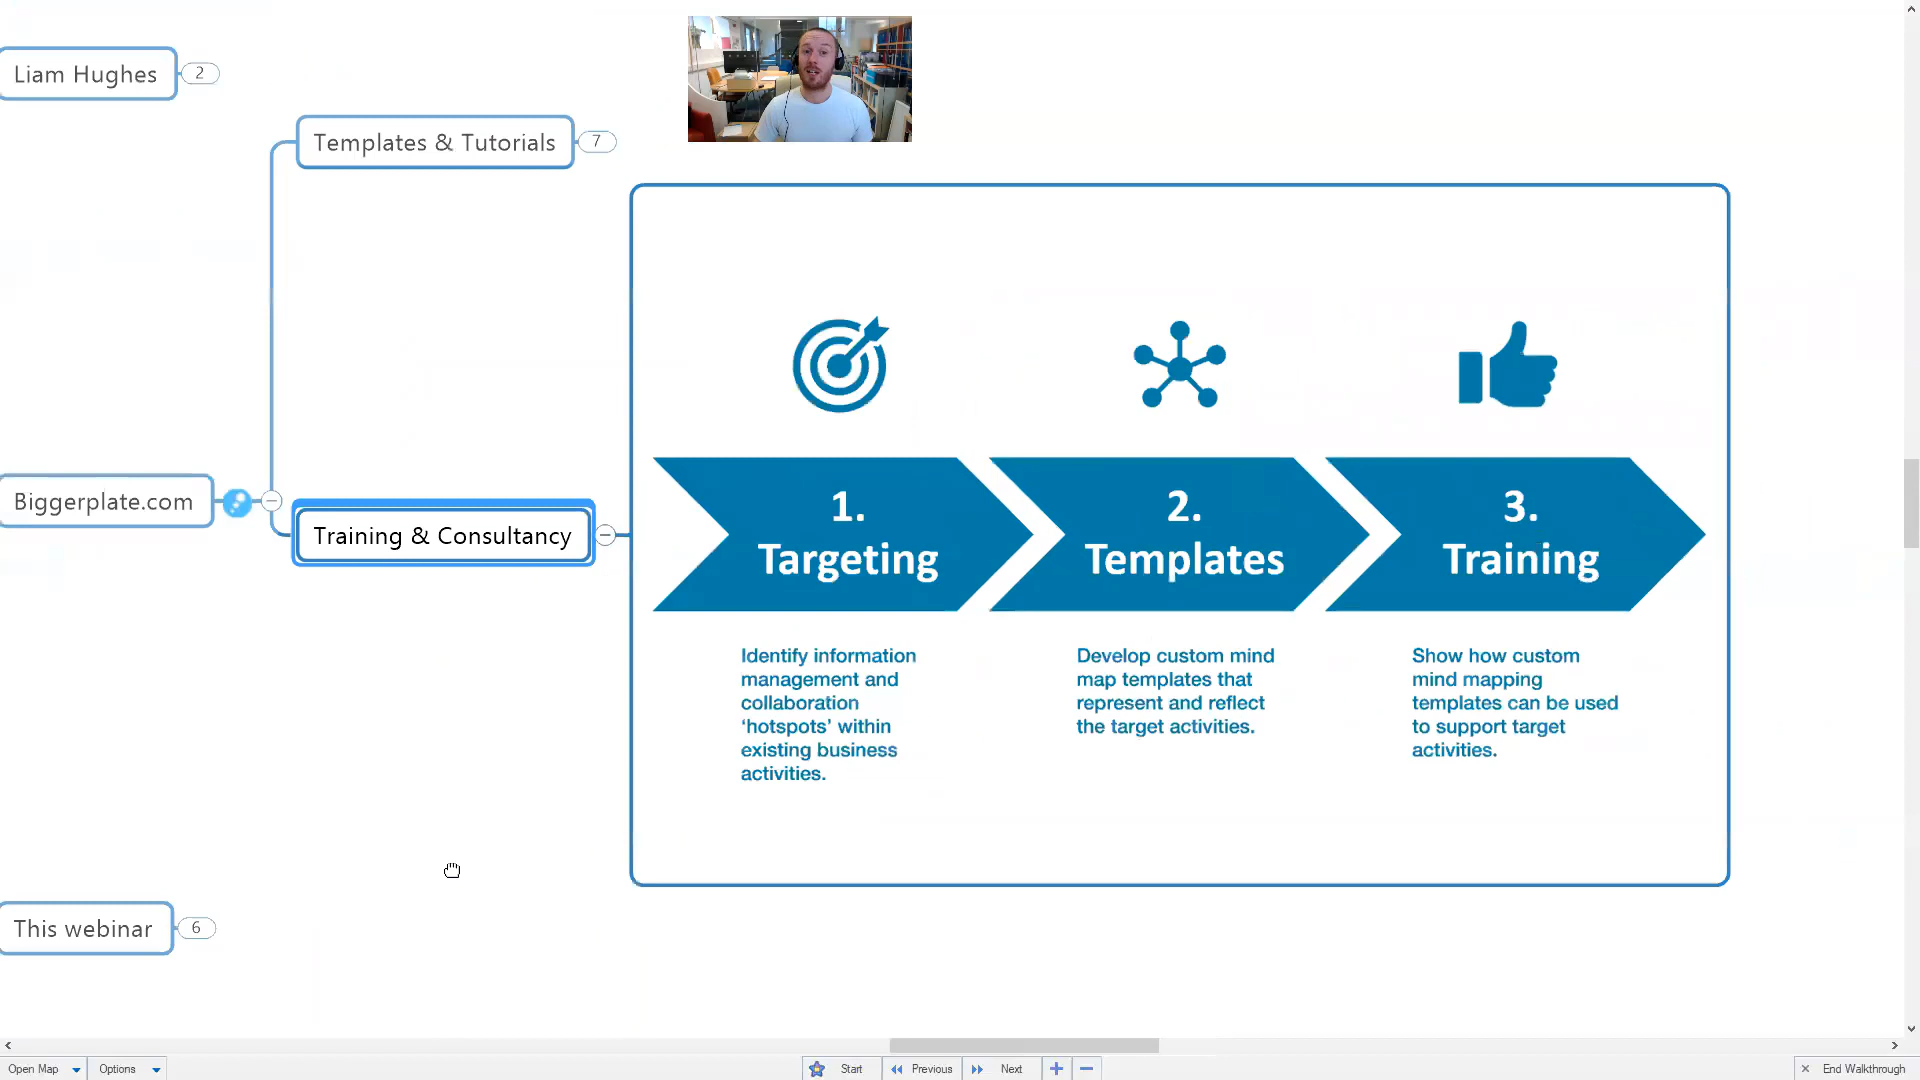 Liam Hughes 2
Templates & Tutorials 7
Biggerplate.com
Training & Consultancy
1.
Targeting
2.
Templates
3.
Training
Identify information
management and
collaboration
‘hotspots’ within
existing business
activities.
Develop custom mind
map templates that
represent and reflect
the target activities.
Show how custom
mind mapping
templates can be used
to support target
activities.
This webinar 6
Open Map Options Start Previous Next End Walkthrough